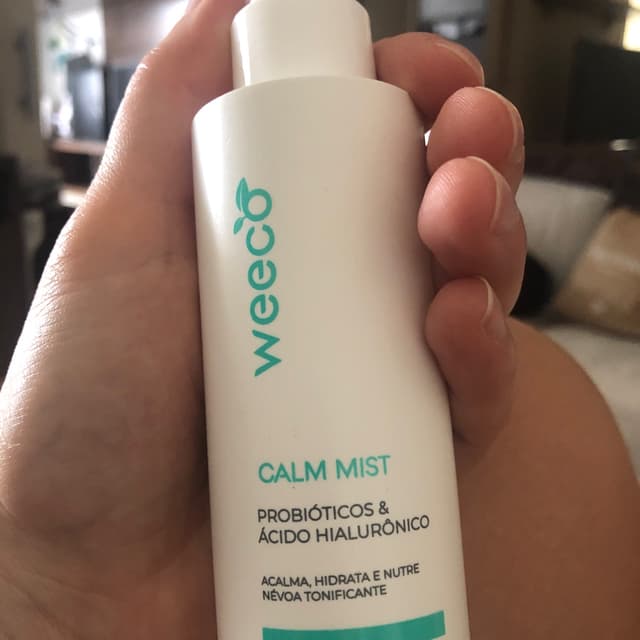 weeco
CALM MIST
PROBIÓTICOS &
ÁCIDO HIALURÔNICO
ACALMA, HIDRATA E NUTRE
NÉVOA TONIFICANTE